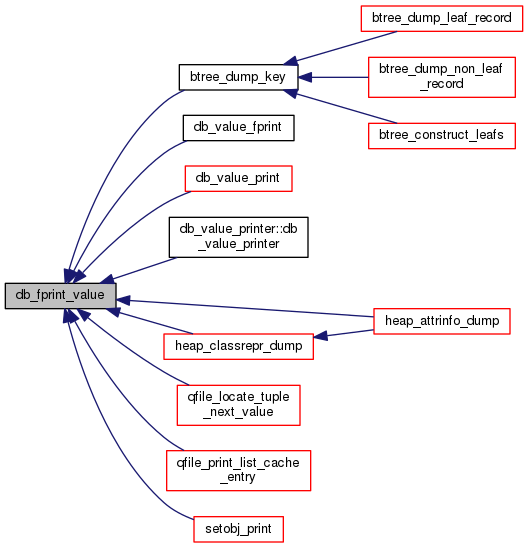 btree_dump_leaf_record
btree_dump_key
btree_dump_non_leaf
_record
db_value_fprint
btree_construct_leafs
db_value_print
db_value_printer::db
_value_printer
db_fprint_value
heap_attrinfo_dump
heap_classrepr_dump
qfile_locate_tuple
_next_value
qfile_print_list_cache
_entry
setobj_print